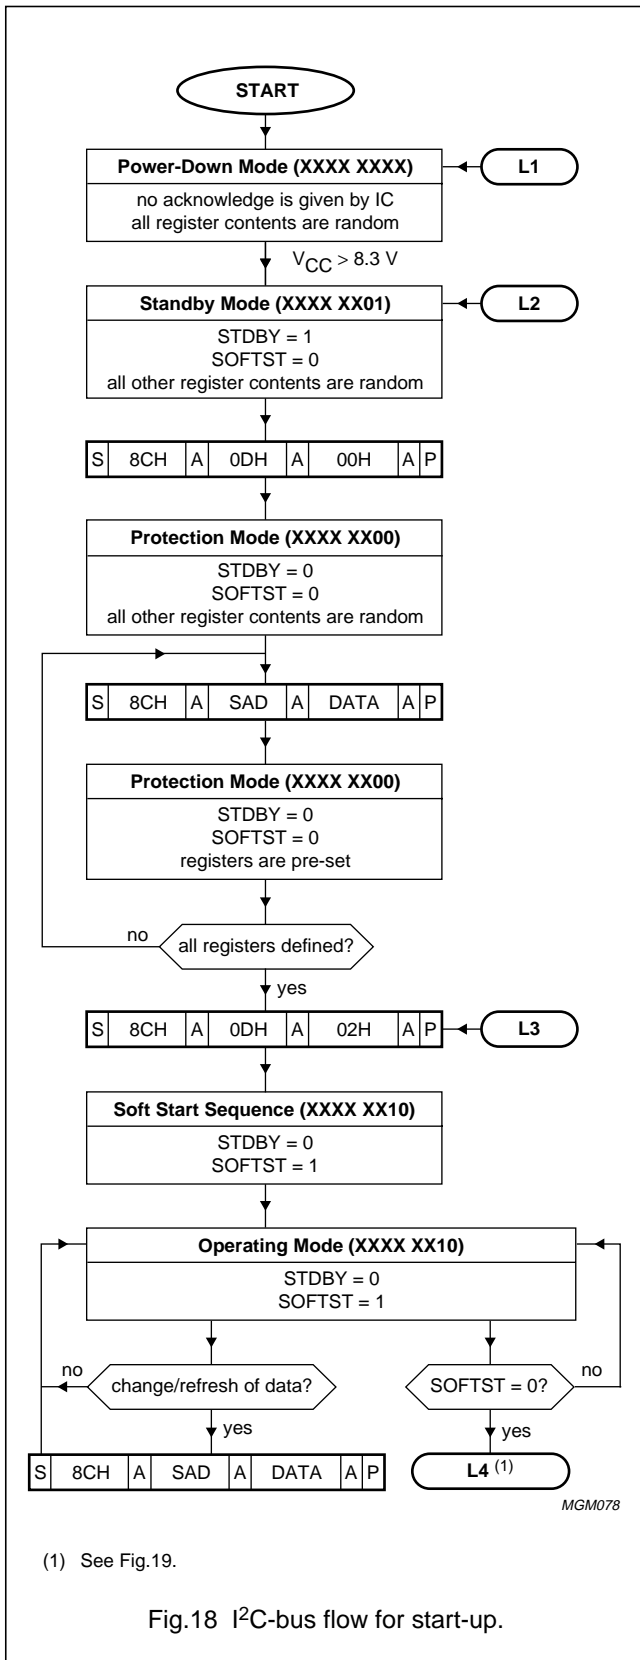 START
Power-Down Mode (XXXX XXXX)
L1
no acknowledge is given by IC
all register contents are random
VCC > 8.3 V
Standby Mode (XXXX XX01)
L2
STDBY = 1
SOFTST = 0
all other register contents are random
S 8CH A 0DH A 00H A P
Protection Mode (XXXX XX00)
STDBY = 0
SOFTST = 0
all other register contents are random
S 8CH A SAD A DATA A P
Protection Mode (XXXX XX00)
STDBY = 0
SOFTST = 0
registers are pre-set
no
all registers defined?
yes
S 8CH A 0DH A 02H A P
L3
Soft Start Sequence (XXXX XX10)
STDBY = 0
SOFTST = 1
Operating Mode (XXXX XX10)
STDBY = 0
SOFTST = 1
no
change/refresh of data?
SOFTST = 0?
no
yes
yes
S 8CH A SAD A DATA A P
L4 (1)
MGM078
(1) See Fig.19.
Fig.18 I²C-bus flow for start-up.